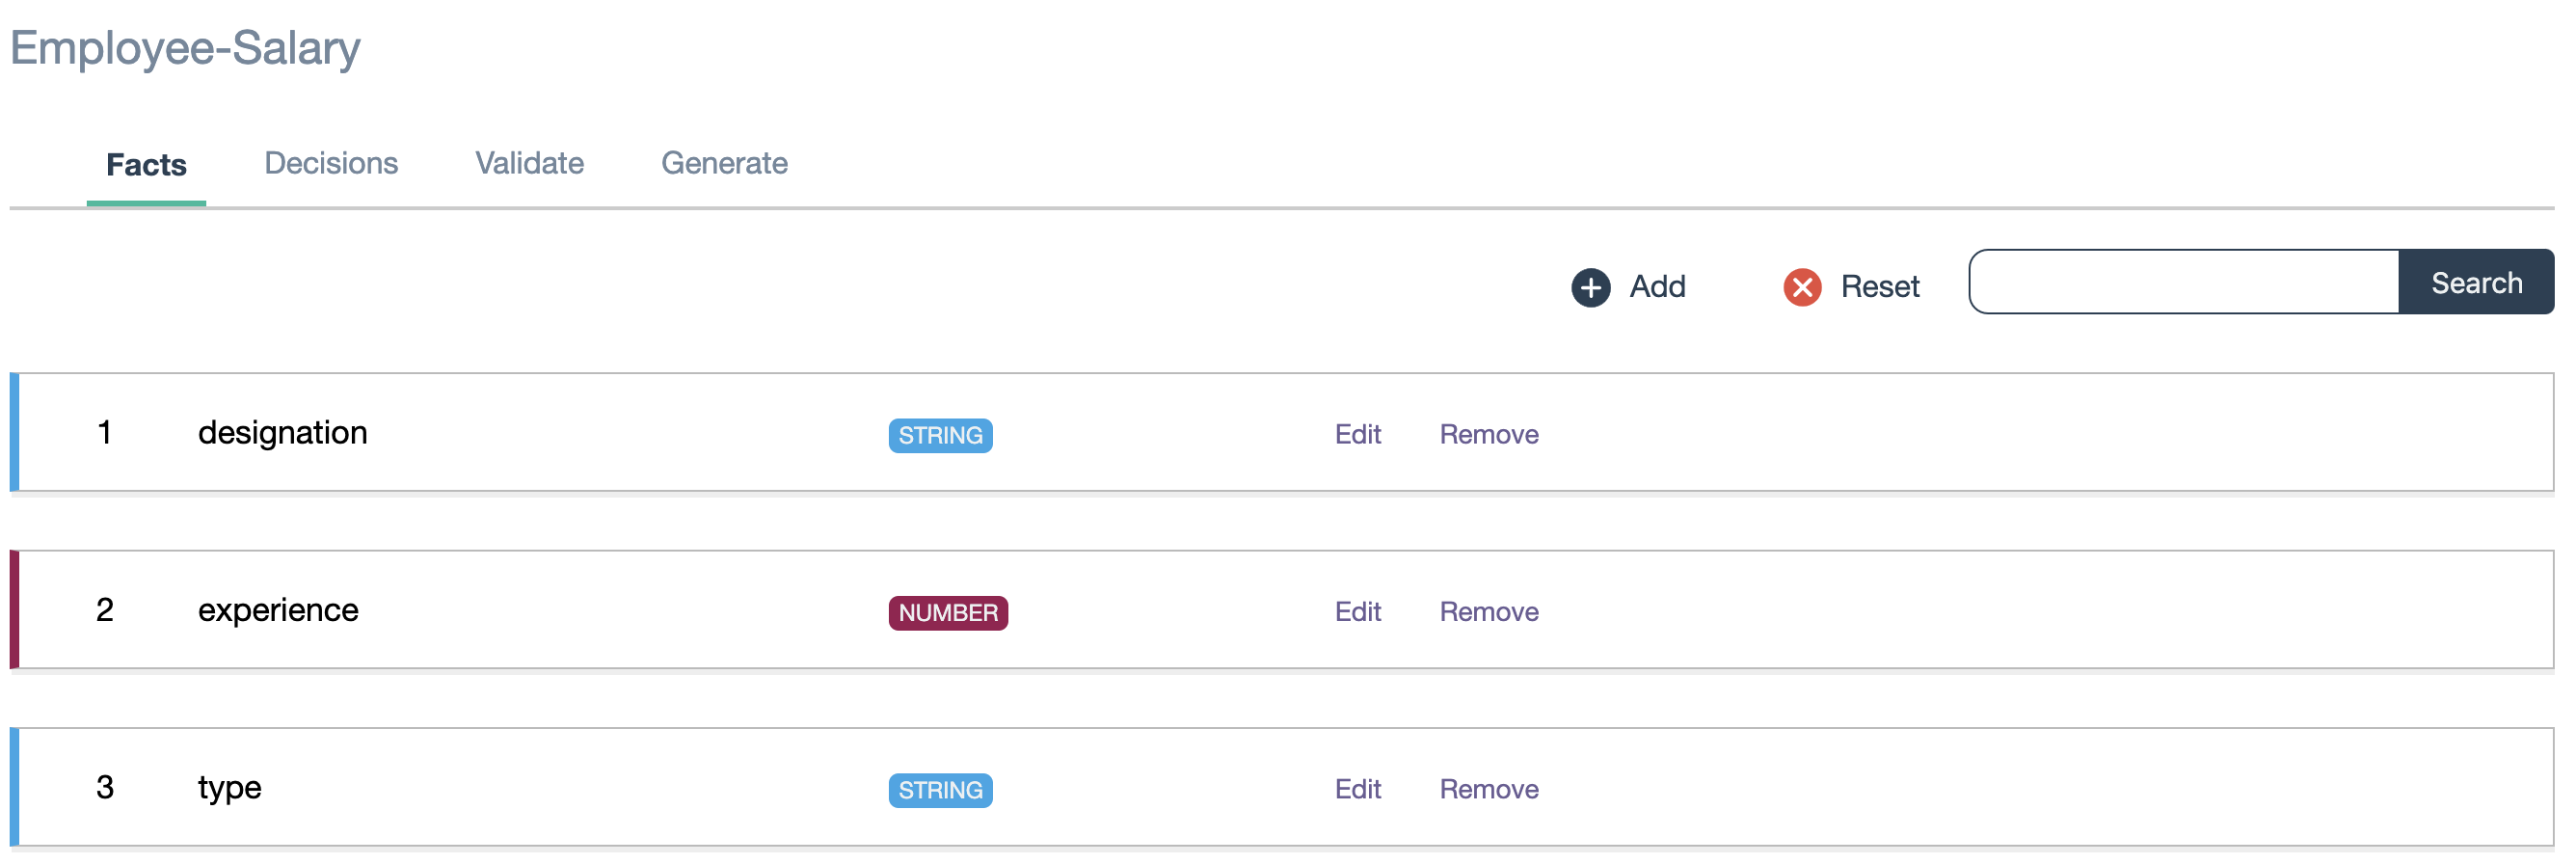 Employee-Salary
Facts Decisions Validate Generate
Add Reset Search
1 designation STRING Edit Remove
2 experience NUMBER Edit Remove
3 type STRING Edit Remove